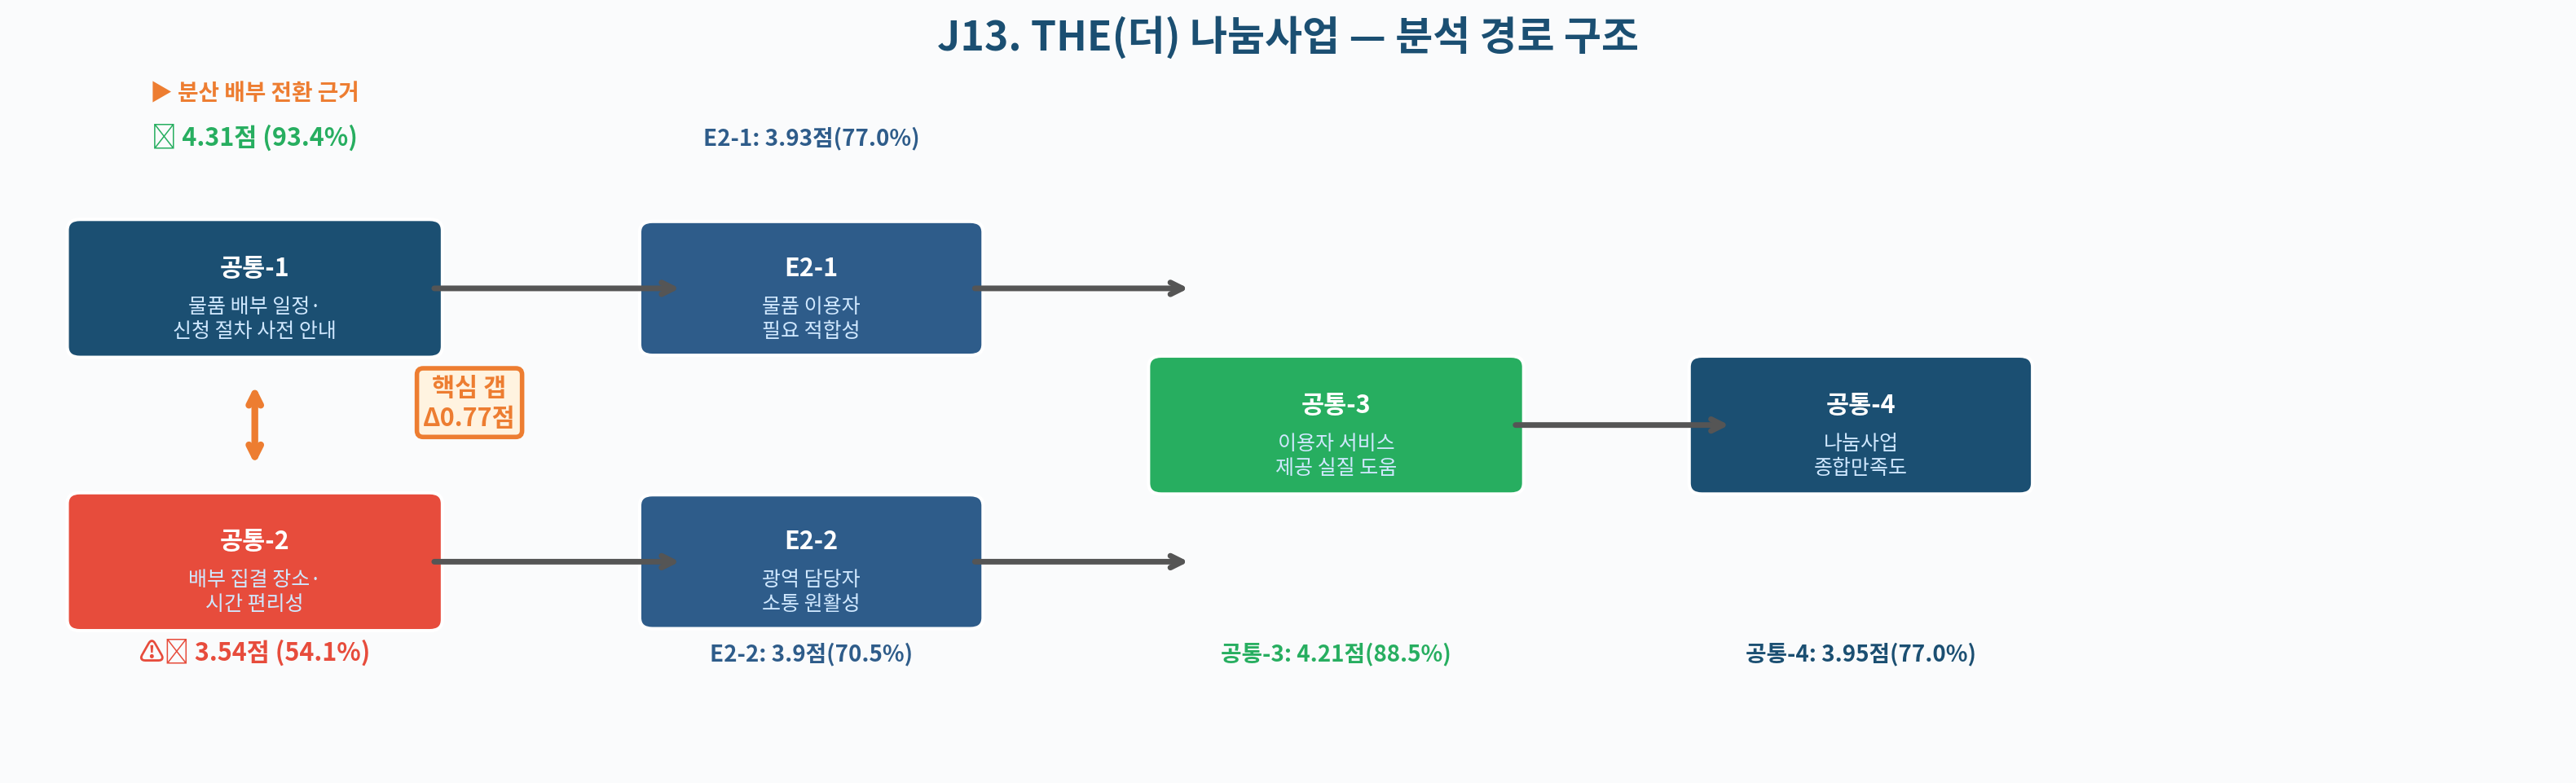 J13. THE(더) 나눔사업 — 분석 경로 구조
▶ 분산 배부 전환 근거
4.31점 (93.4%)
E2-1: 3.93점(77.0%)
공통-1
물품 배부 일정·
신청 절차 사전 안내
E2-1
물품 이용자
필요 적합성
핵심 갭
Δ0.77점
공통-3
이용자 서비스
제공 실질 도움
공통-4
나눔사업
종합만족도
공통-2
배부 집결 장소·
시간 편리성
E2-2
광역 담당자
소통 원활성
⚠ 3.54점 (54.1%)
E2-2: 3.9점(70.5%)
공통-3: 4.21점(88.5%)
공통-4: 3.95점(77.0%)